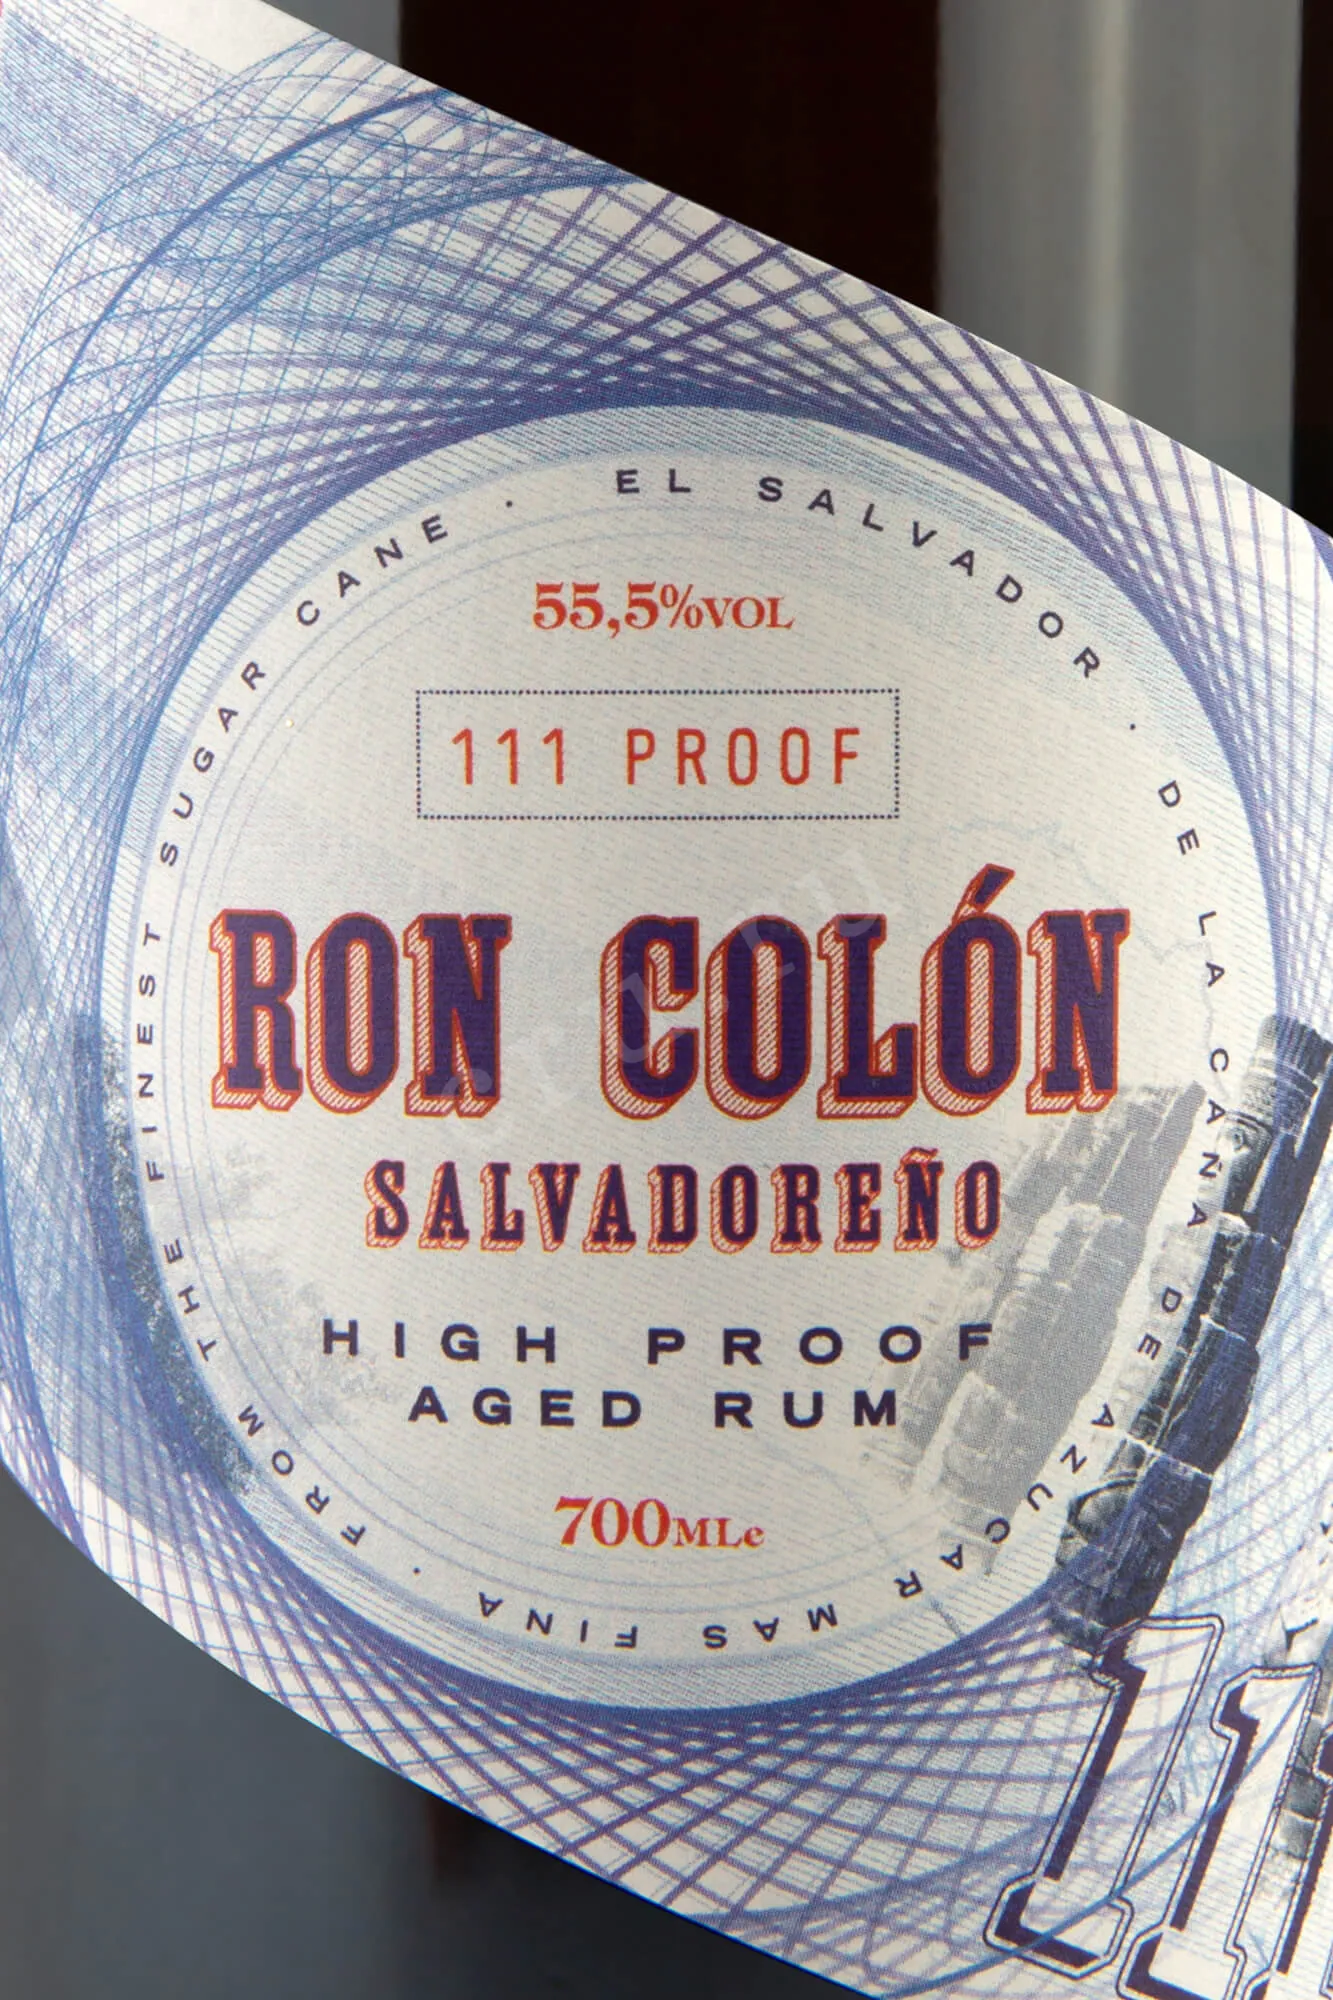 EL SALVADOR · DE LA CAÑA DE AZUCAR MAS FINA · FROM THE FINEST SUGAR CANE ·
55,5%VOL
111 PROOF
RON COLÓN
SALVADOREÑO
HIGH PROOF
AGED RUM
700MLe